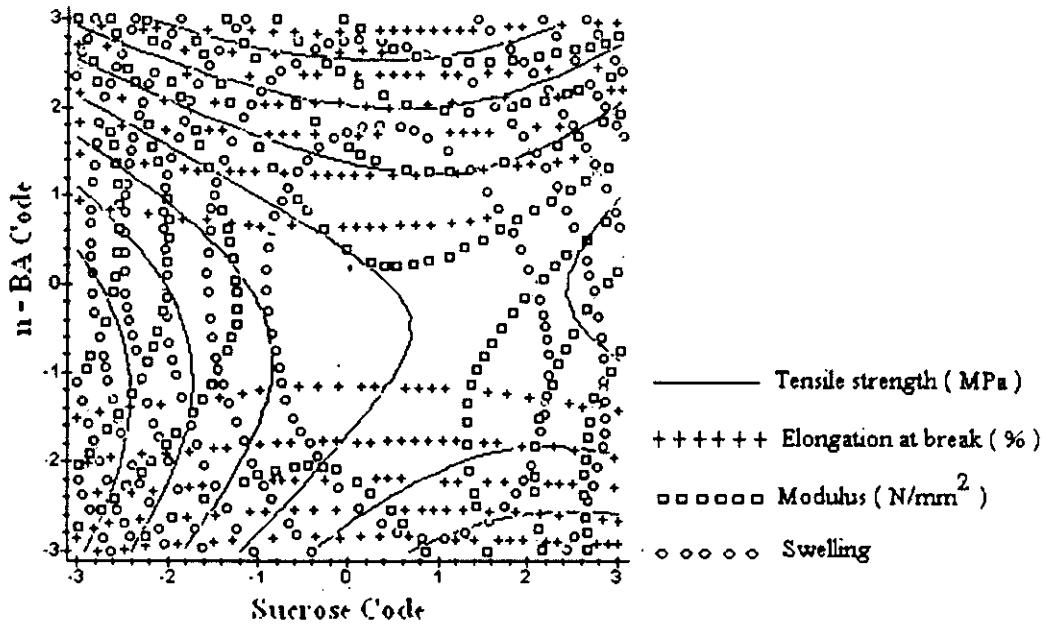 3
2
1
0
-1
-2
-3
n - BA Code
-3 -2 -1 0 1 2 3
Sucrose Code
Tensile strength ( MPa )
Elongation at break ( % )
Modulus ( N/mm² )
Swelling